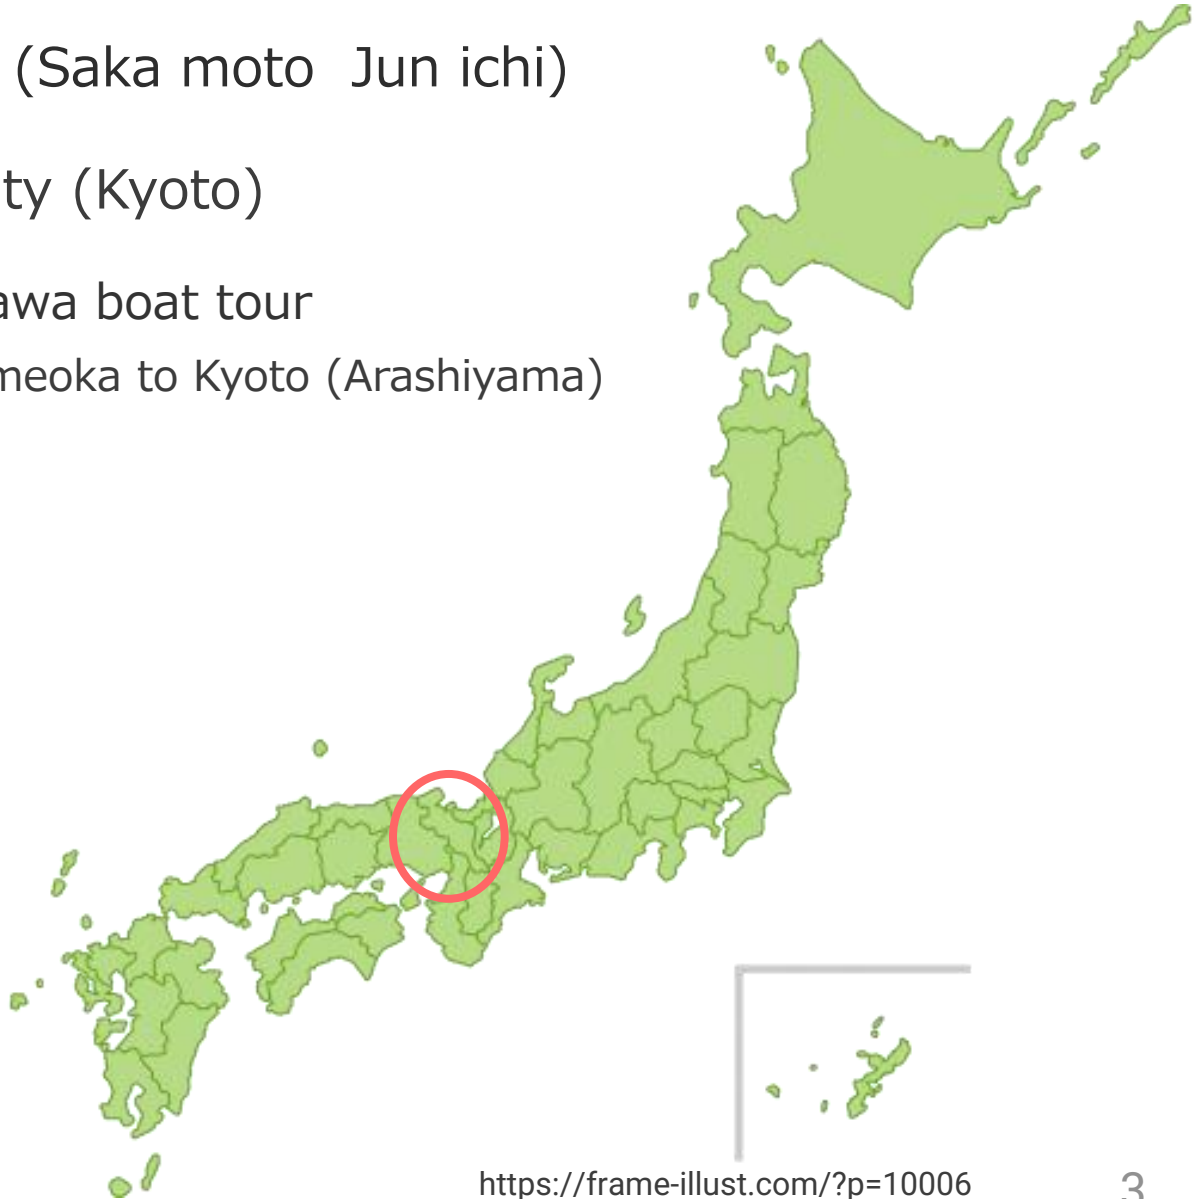 (Saka moto Jun ichi)
ty (Kyoto)
awa boat tour
meoka to Kyoto (Arashiyama)
https://frame-illust.com/?p=10006
3